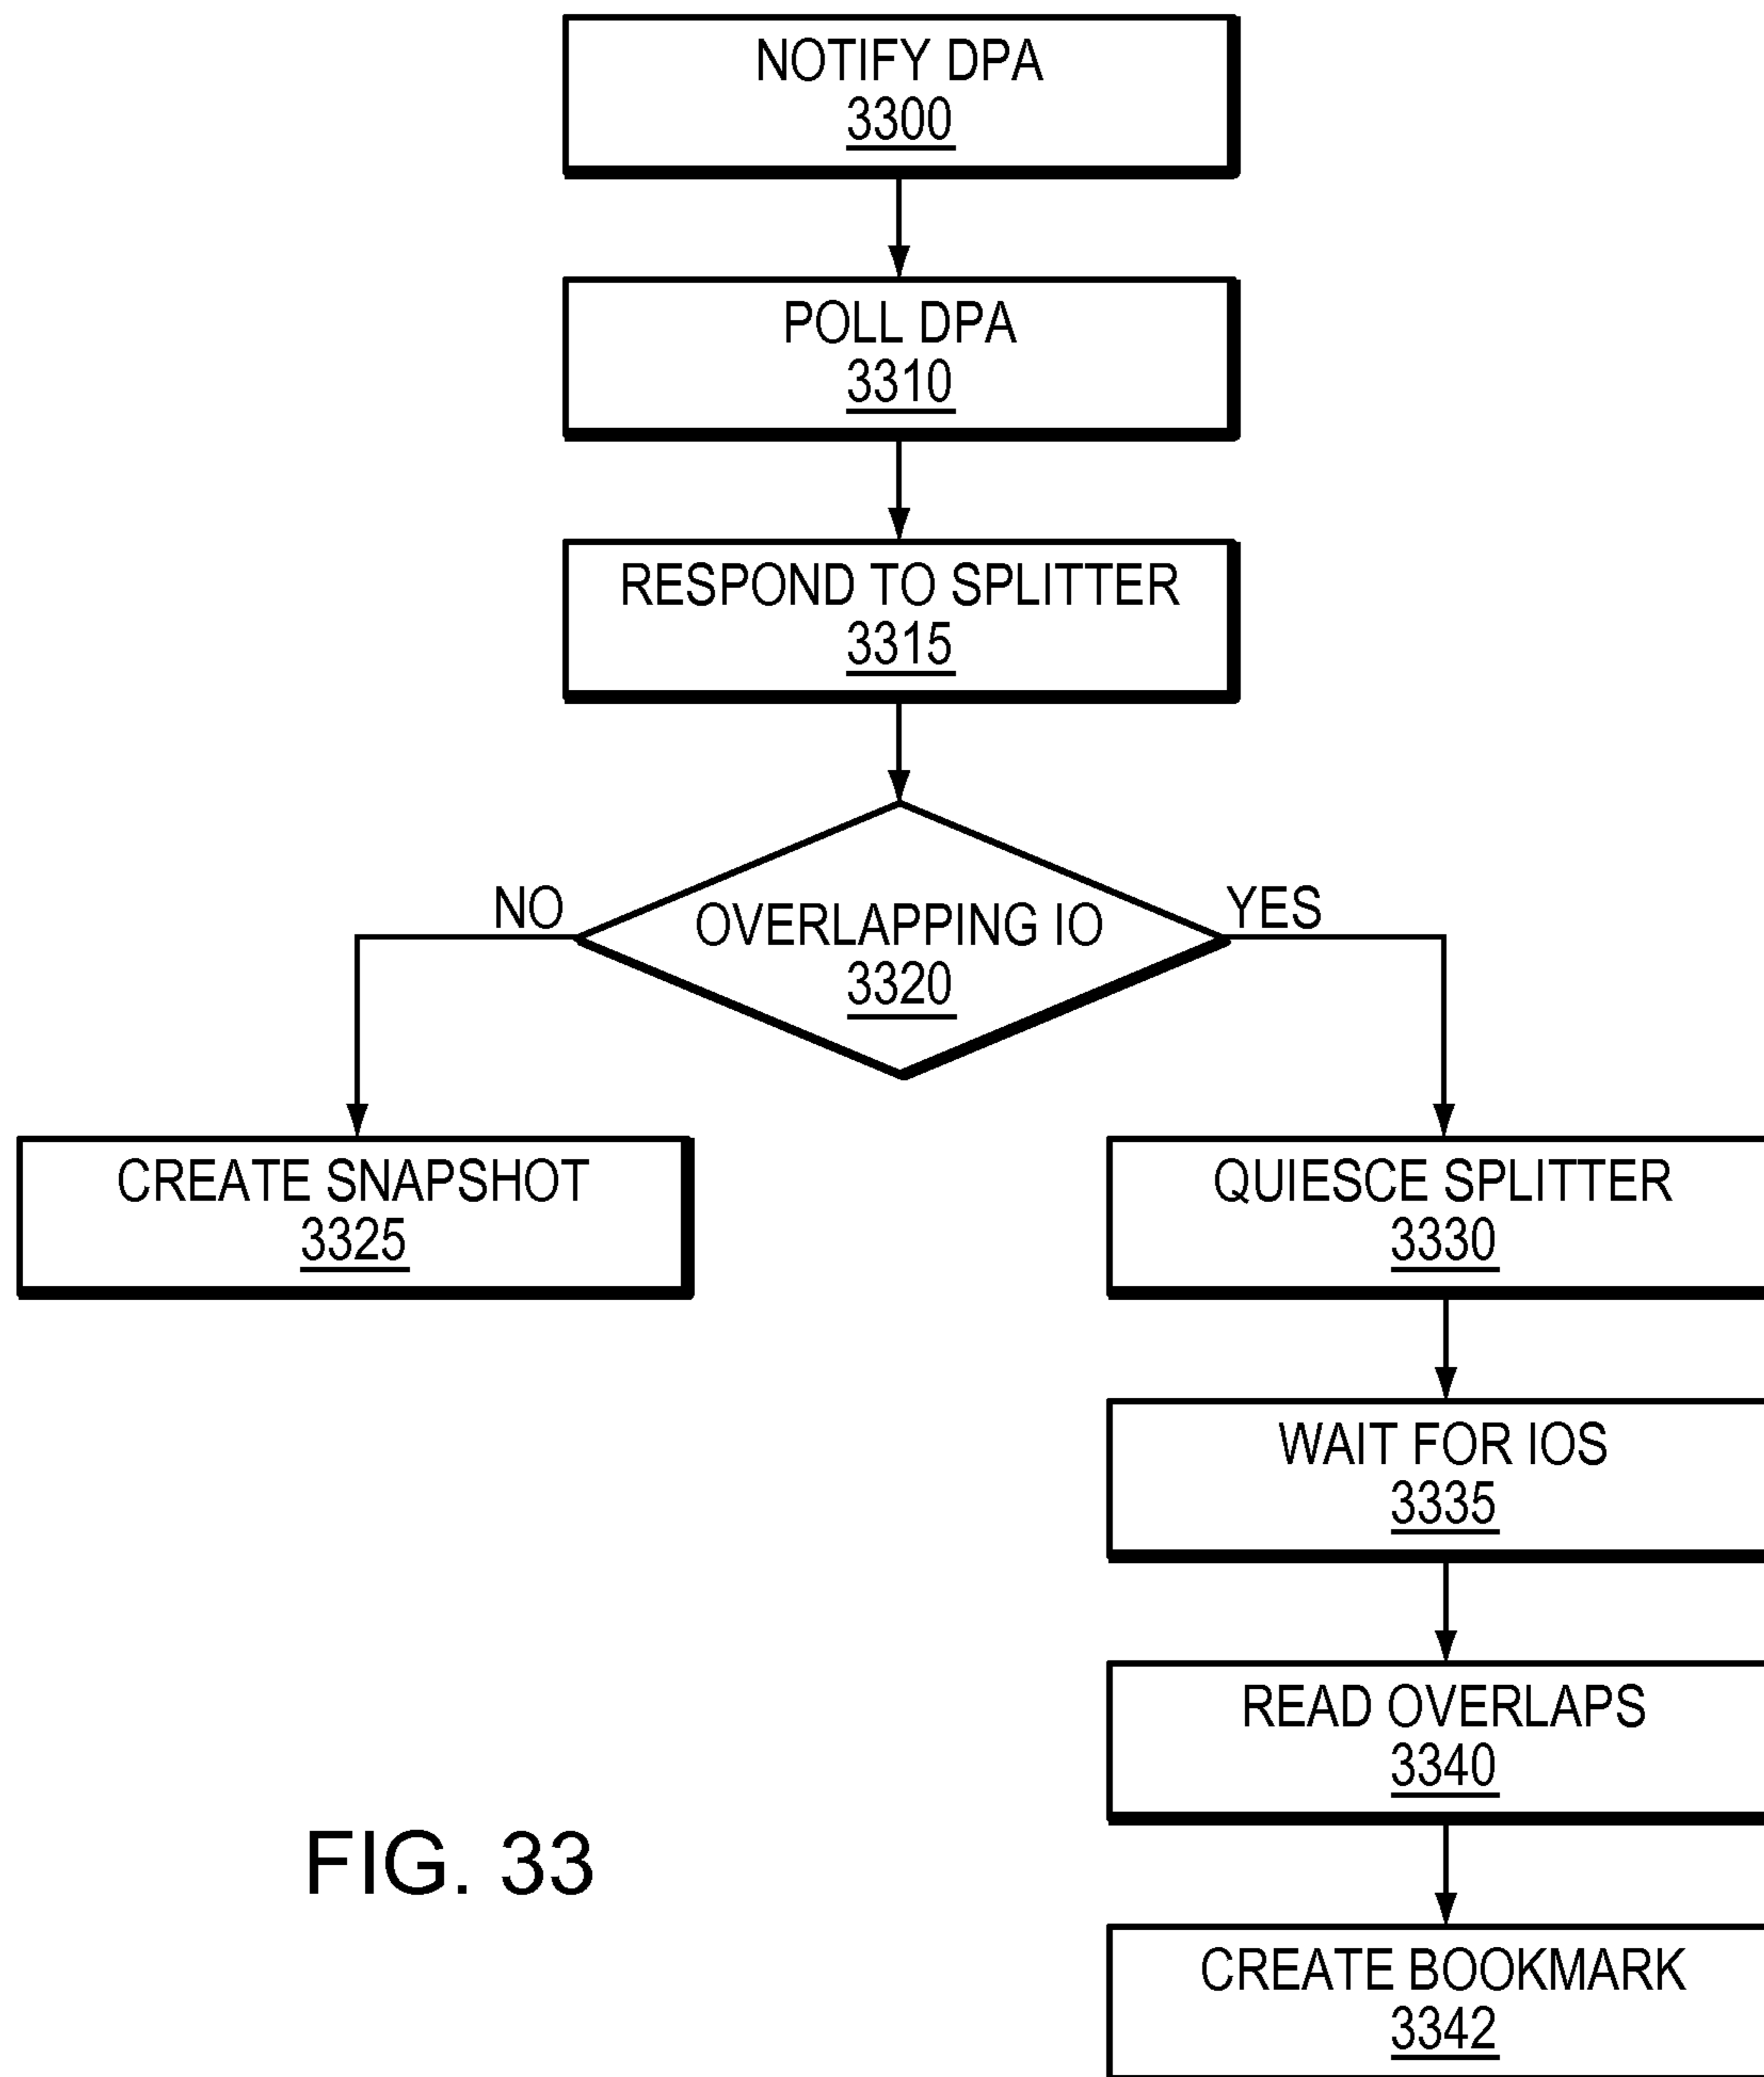 NOTIFY DPA
3300
POLL DPA
3310
RESPOND TO SPLITTER
3315
NO
YES
OVERLAPPING IO
3320
CREATE SNAPSHOT
3325
QUIESCE SPLITTER
3330
WAIT FOR IOS
3335
READ OVERLAPS
3340
CREATE BOOKMARK
3342
FIG. 33